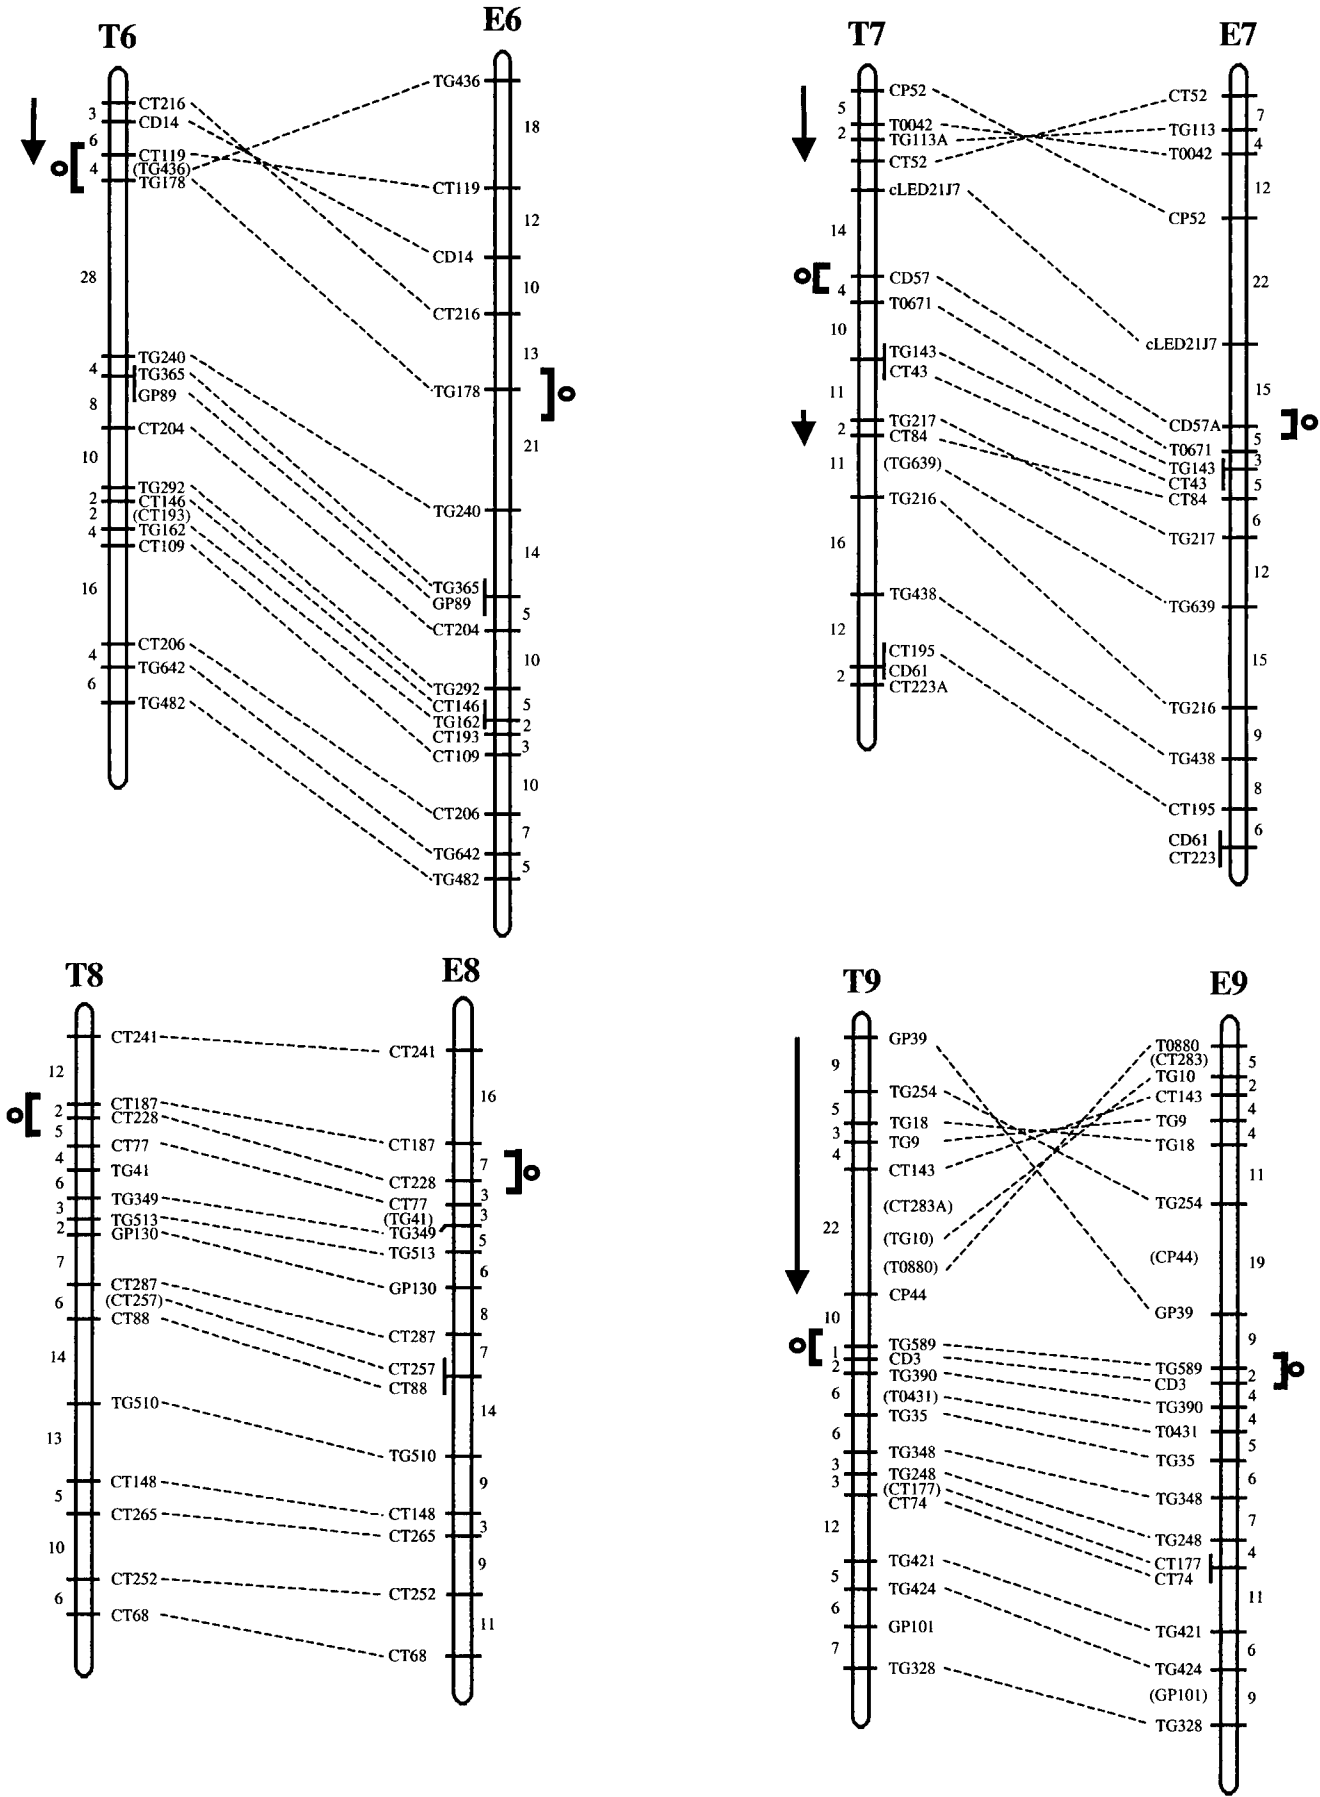 T6
3
6
4
28
4
8
10
2
2
4
16
4
6
CT216
CD14
CT119
(TG436)
TG178
TG240
TG365
GP89
CT204
TG292
CT146
(CT193)
TG162
CT109
CT206
TG642
TG482
E6
TG436
CT119
CD14
CT216
TG178
TG240
TG365
GP89
CT204
TG292
CT146
TG162
CT193
CT109
CT206
TG642
TG482
18
12
10
13
21
14
5
10
5
2
3
10
7
5
T7
5
2
14
4
10
11
2
11
16
12
2
CP52
T0042
TG113A
CT52
cLED21J7
CD57
T0671
TG143
CT43
TG217
CT84
(TG639)
TG216
TG438
CT195
CD61
CT223A
E7
CT52
TG113
T0042
CP52
cLED21J7
CD57A
T0671
TG143
CT43
CT84
TG217
TG639
TG216
TG438
CT195
CD61
CT223
7
4
12
22
15
5
3
5
6
12
15
9
8
6
T8
12
2
5
4
6
3
2
7
6
14
13
5
10
6
CT241
CT187
CT228
CT77
TG41
TG349
TG513
GP130
CT287
(CT257)
CT88
TG510
CT148
CT265
CT252
CT68
E8
CT241
CT187
CT228
CT77
(TG41)
TG349
TG513
GP130
CT287
CT257
CT88
TG510
CT148
CT265
CT252
CT68
16
7
3
3
5
6
8
7
14
9
3
9
11
T9
9
5
3
4
22
10
1
2
6
6
3
3
12
5
6
7
GP39
TG254
TG18
TG9
CT143
(CT283A)
(TG10)
(T0880)
CP44
TG589
CD3
TG390
(T0431)
TG35
TG348
TG248
(CT177)
CT74
TG421
TG424
GP101
TG328
E9
T0880
(CT283)
TG10
CT143
TG9
TG18
TG254
(CP44)
GP39
TG589
CD3
TG390
T0431
TG35
TG348
TG248
CT177
CT74
TG421
TG424
(GP101)
TG328
5
2
4
4
11
19
9
2
4
4
5
6
7
4
11
6
9